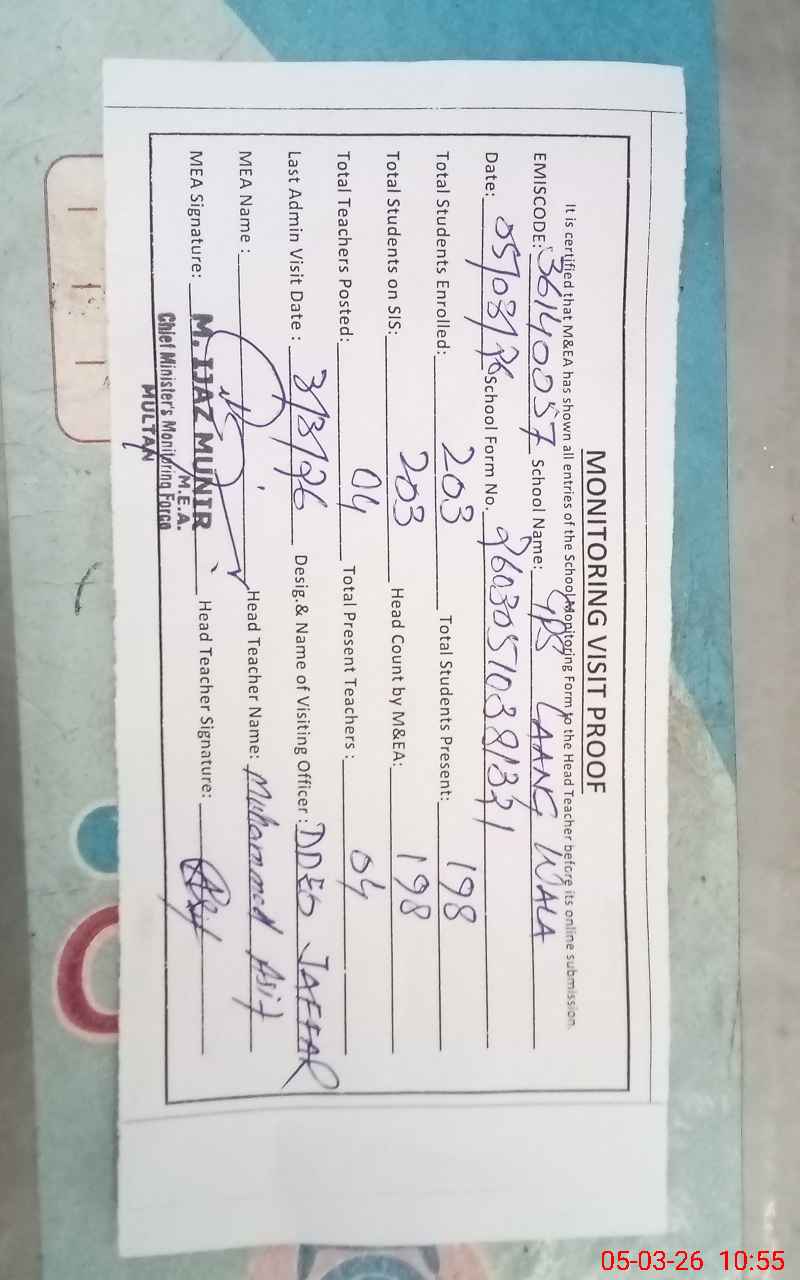 MONITORING VISIT PROOF
It is certified that M&EA has shown all entries of the School Monitoring Form to the Head Teacher before its online submission.
EMISCODE: 36140057 School Name: GPS LAANG WALA
Date: 05/03/26 School Form No.
Total Students Enrolled: 203 Total Students Present: 198
Total Students on SIS: 203 Head Count by M&EA: 198
Total Teachers Posted: 04 Total Present Teachers : 04
Last Admin Visit Date : 3/3/26 Desig.& Name of Visiting Officer : DDEO JAFFAR
MEA Name : Head Teacher Name: Muhammad Asif
MEA Signature: Head Teacher Signature: Asif
M. IJAZ MUNIR
M.E.A.
Chief Minister's Monitoring Force
MULTAN
05-03-26 10:55